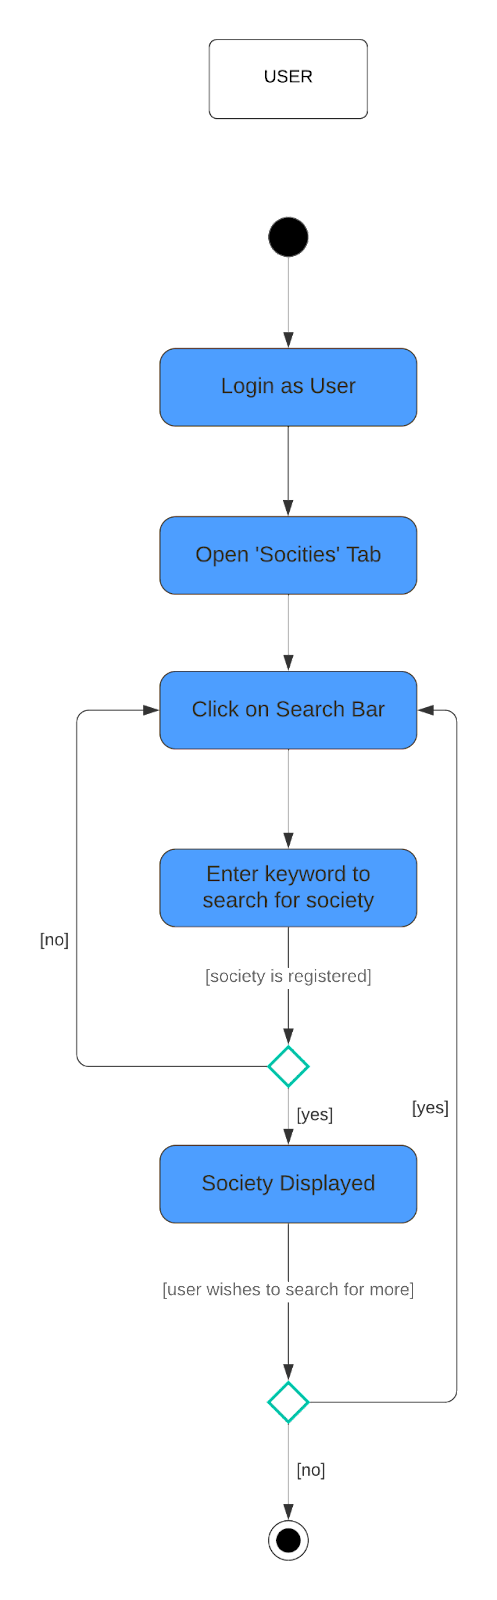 USER
Login as User
Open 'Socities' Tab
Click on Search Bar
Enter keyword to
search for society
[no]
[society is registered]
[yes]
[yes]
Society Displayed
[user wishes to search for more]
[no]